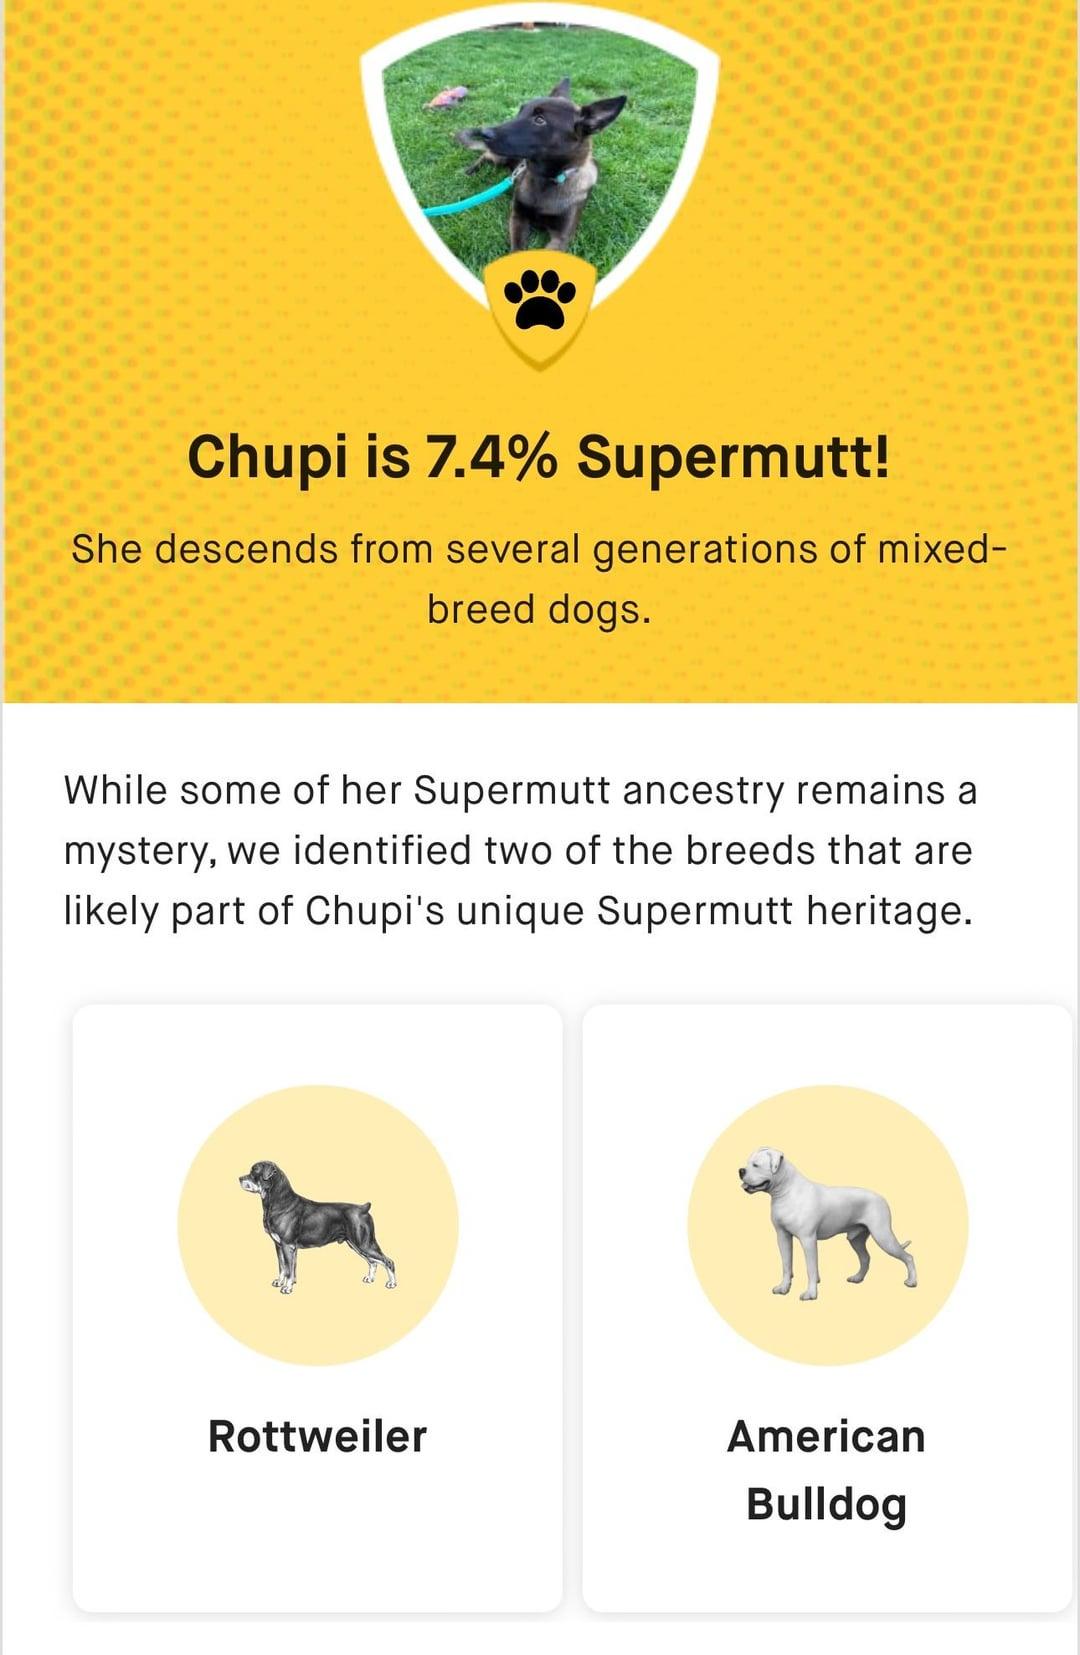 Chupi is 7.4% Supermutt!
She descends from several generations of mixed-
breed dogs.
While some of her Supermutt ancestry remains a
mystery, we identified two of the breeds that are
likely part of Chupi's unique Supermutt heritage.
Rottweiler
American
Bulldog